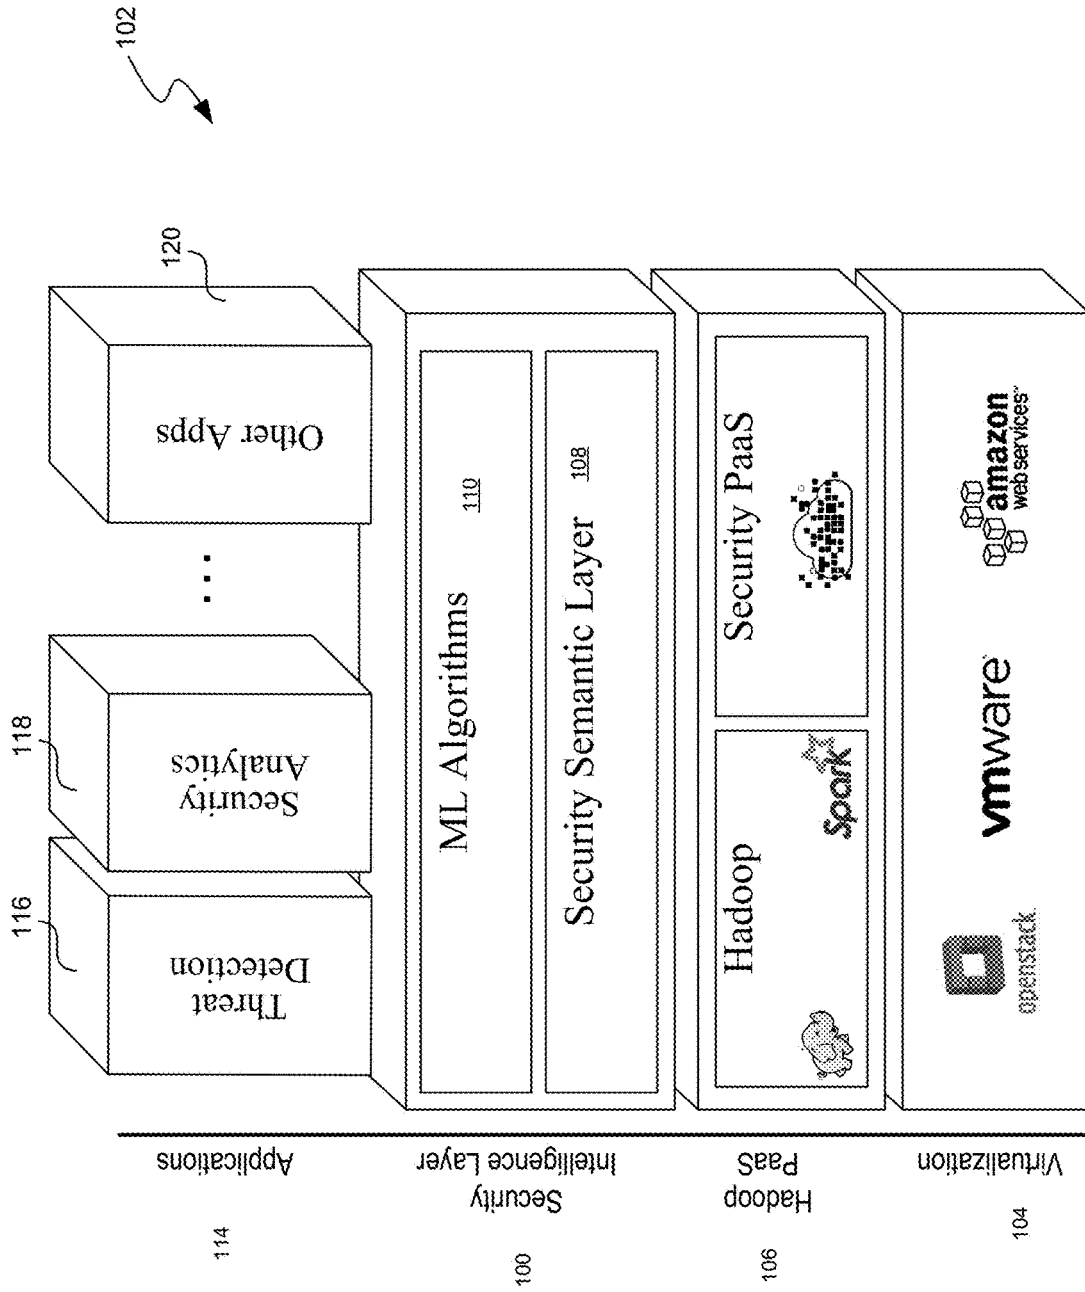 102
116
118
120
Threat
Detection
Security
Analytics
...
Other Apps
Applications
114
ML Algorithms
110
Security Semantic Layer
108
Security
Intelligence Layer
100
Hadoop
Spark
Security PaaS
Hadoop
PaaS
106
openstack.
vmware
amazon
web services™
Virtualization
104